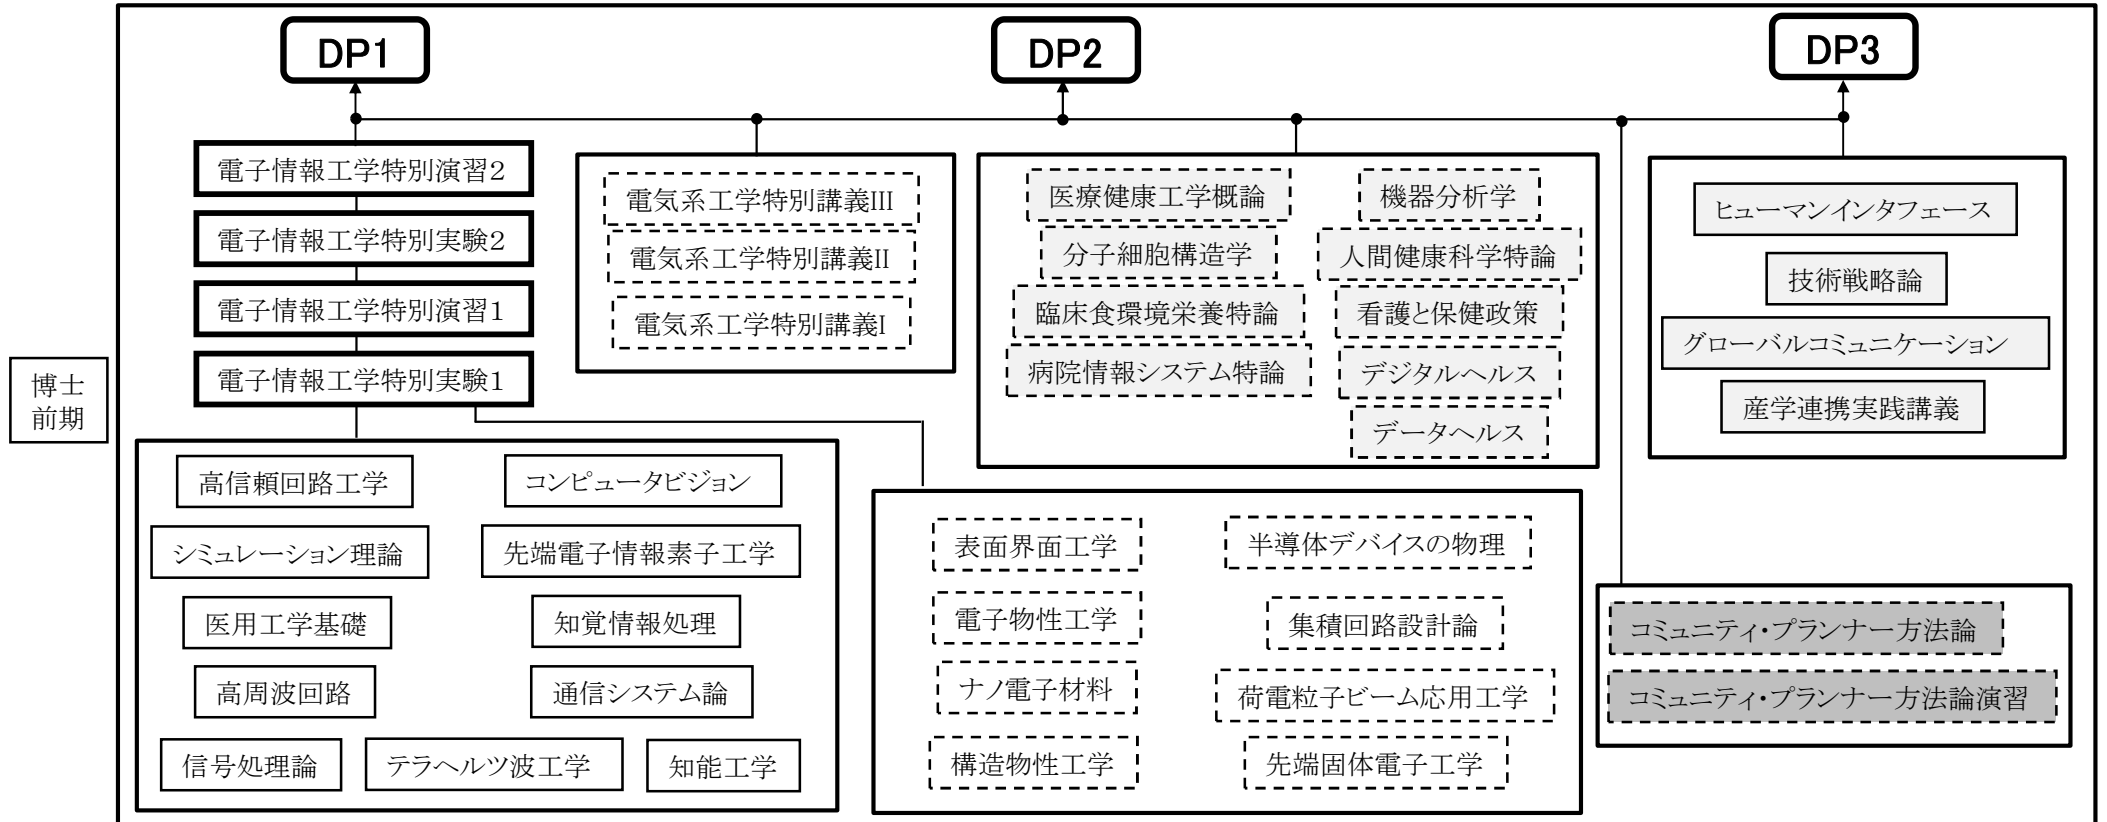 DP1
DP2
DP3
電子情報工学特別演習2
電子情報工学特別実験2
電子情報工学特別演習1
電子情報工学特別実験1
電気系工学特別講義III
電気系工学特別講義II
電気系工学特別講義I
医療健康工学概論
機器分析学
分子細胞構造学
人間健康科学特論
臨床食環境栄養特論
看護と保健政策
病院情報システム特論
デジタルヘルス
データヘルス
ヒューマンインタフェース
技術戦略論
グローバルコミュニケーション
産学連携実践講義
博士
前期
高信頼回路工学
コンピュータビジョン
シミュレーション理論
先端電子情報素子工学
医用工学基礎
知覚情報処理
高周波回路
通信システム論
信号処理論
テラヘルツ波工学
知能工学
表面界面工学
半導体デバイスの物理
電子物性工学
集積回路設計論
ナノ電子材料
荷電粒子ビーム応用工学
構造物性工学
先端固体電子工学
コミュニティ・プランナー方法論
コミュニティ・プランナー方法論演習